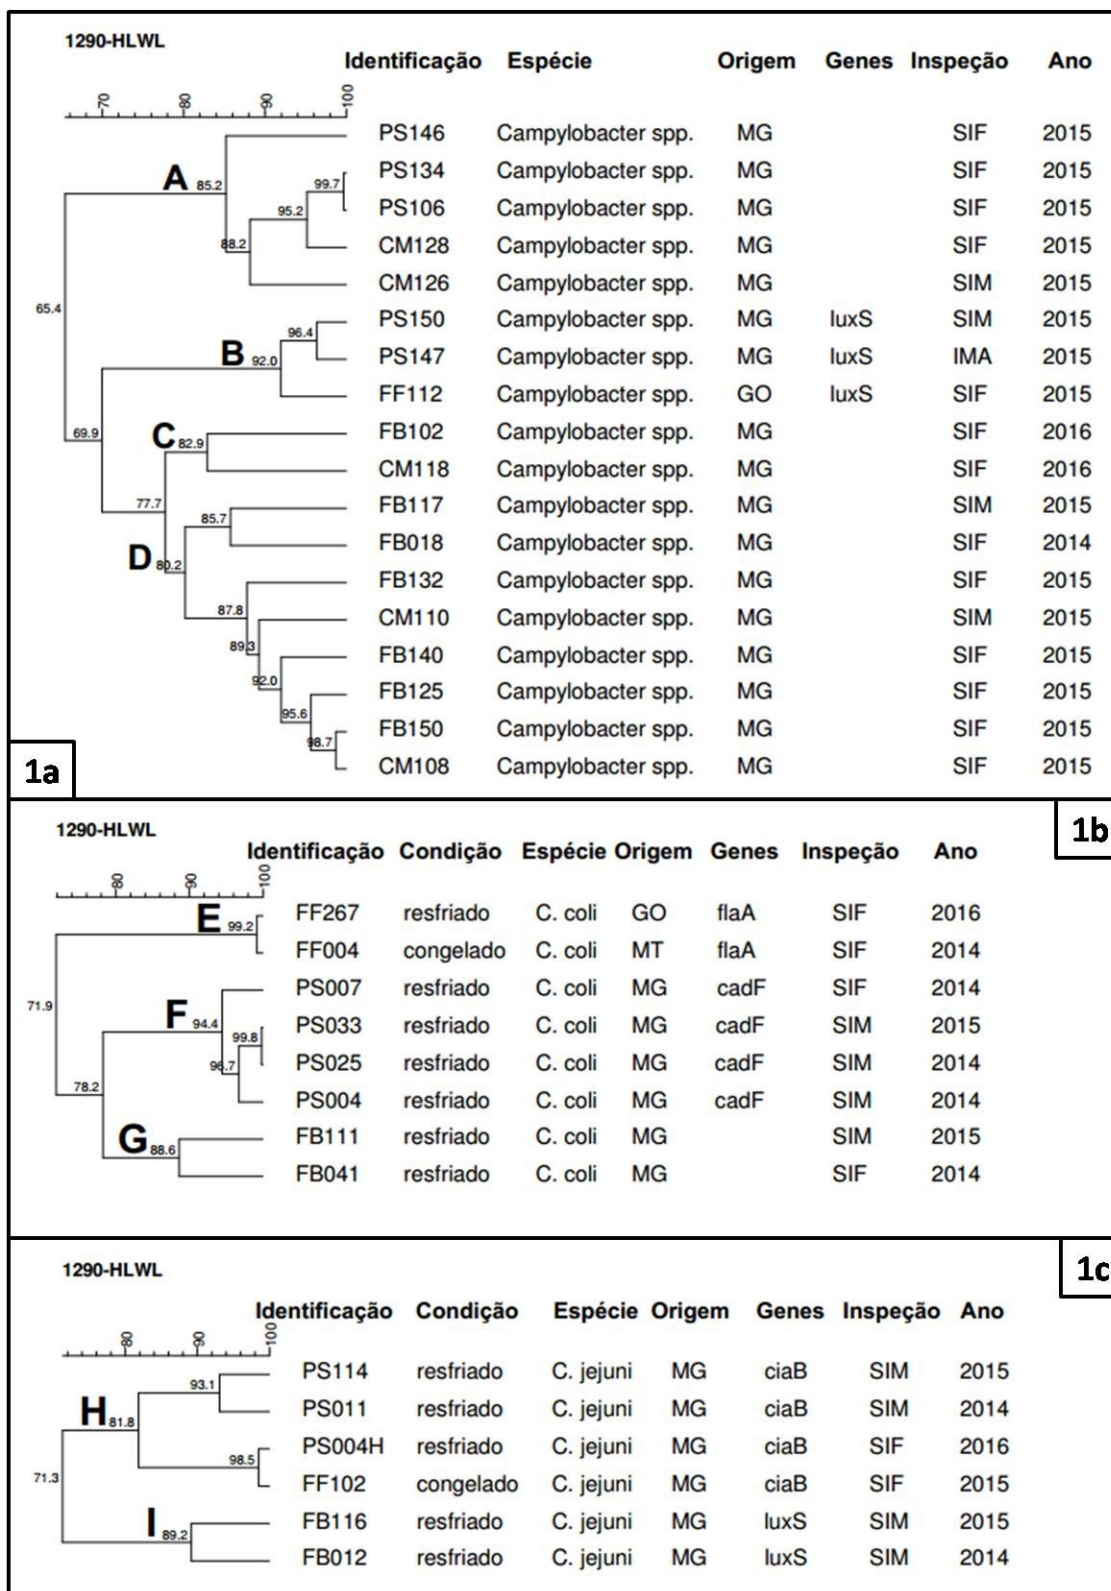 1290-HLWL
Identificação Espécie Origem Genes Inspeção Ano
70 80 90 100
PS146 Campylobacter spp. MG SIF 2015
A 85.2
PS134 Campylobacter spp. MG SIF 2015
99.7
PS106 Campylobacter spp. MG SIF 2015
95.2
CM128 Campylobacter spp. MG SIF 2015
88.2
CM126 Campylobacter spp. MG SIM 2015
65.4
PS150 Campylobacter spp. MG luxS SIM 2015
96.4
B 92.0
PS147 Campylobacter spp. MG luxS IMA 2015
FF112 Campylobacter spp. GO luxS SIF 2015
69.9
FB102 Campylobacter spp. MG SIF 2016
C 82.9
CM118 Campylobacter spp. MG SIF 2016
77.7
FB117 Campylobacter spp. MG SIM 2015
85.7
FB018 Campylobacter spp. MG SIF 2014
D 80.2
FB132 Campylobacter spp. MG SIF 2015
87.8
CM110 Campylobacter spp. MG SIM 2015
89.3
FB140 Campylobacter spp. MG SIF 2015
92.0
FB125 Campylobacter spp. MG SIF 2015
95.6
FB150 Campylobacter spp. MG SIF 2015
98.7
CM108 Campylobacter spp. MG SIF 2015
1a
1b
1290-HLWL
Identificação Condição Espécie Origem Genes Inspeção Ano
80 90 100
FF267 resfriado C. coli GO flaA SIF 2016
E 99.2
FF004 congelado C. coli MT flaA SIF 2014
PS007 resfriado C. coli MG cadF SIF 2014
71.9
F 94.4
PS033 resfriado C. coli MG cadF SIM 2015
99.8
PS025 resfriado C. coli MG cadF SIM 2014
96.7
78.2
PS004 resfriado C. coli MG cadF SIM 2014
FB111 resfriado C. coli MG SIM 2015
G 88.6
FB041 resfriado C. coli MG SIF 2014
1c
1290-HLWL
Identificação Condição Espécie Origem Genes Inspeção Ano
80 90 100
PS114 resfriado C. jejuni MG ciaB SIM 2015
93.1
PS011 resfriado C. jejuni MG ciaB SIM 2014
H 81.8
PS004H resfriado C. jejuni MG ciaB SIF 2016
98.5
71.3
FF102 congelado C. jejuni MG ciaB SIF 2015
FB116 resfriado C. jejuni MG luxS SIM 2015
I 89.2
FB012 resfriado C. jejuni MG luxS SIM 2014